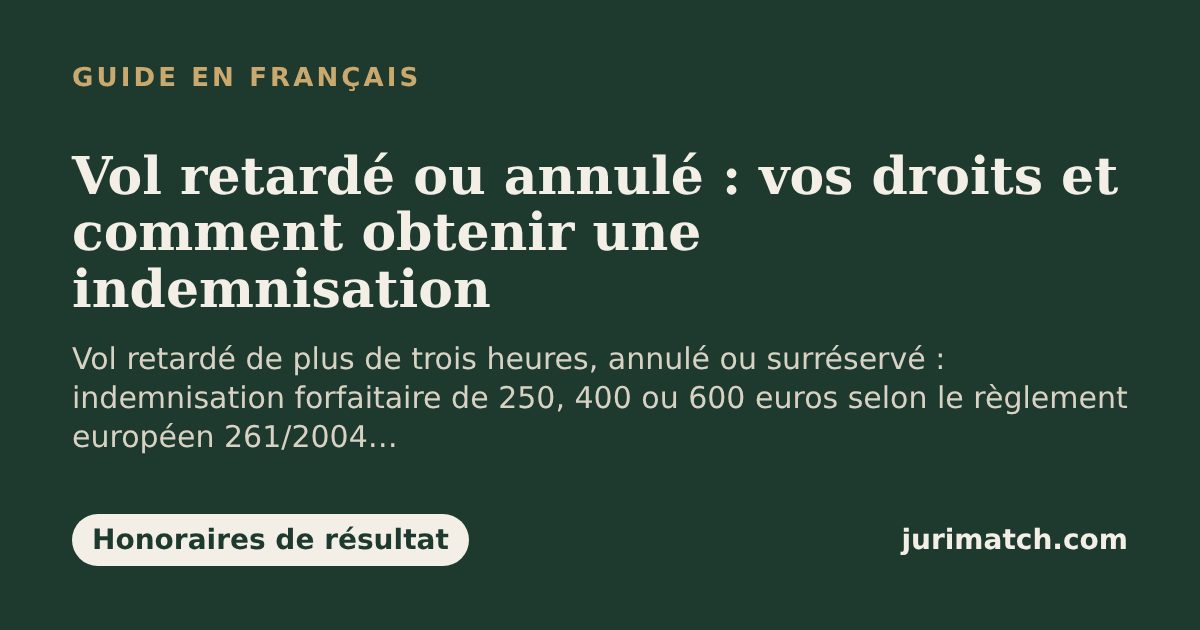 GUIDE EN FRANÇAIS
Vol retardé ou annulé : vos droits et
comment obtenir une
indemnisation
Vol retardé de plus de trois heures, annulé ou surréservé :
indemnisation forfaitaire de 250, 400 ou 600 euros selon le règlement
européen 261/2004…
Honoraires de résultat
jurimatch.com